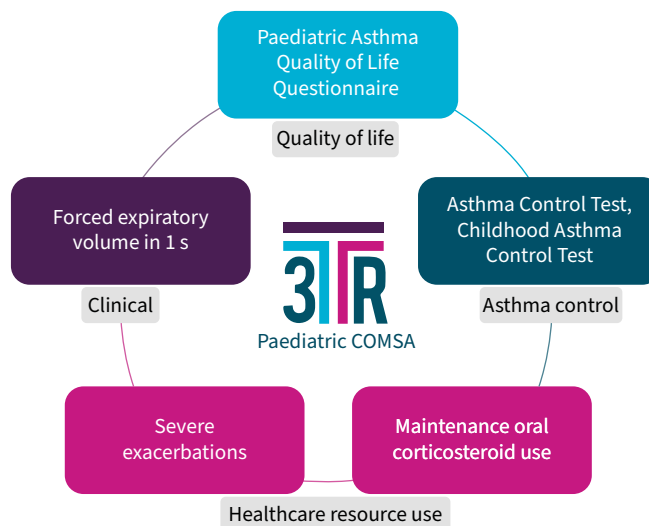 Paediatric Asthma
Quality of Life
Questionnaire
Quality of life
Forced expiratory
volume in 1 s
Clinical
Asthma Control Test,
Childhood Asthma
Control Test
Asthma control
3TR
Paediatric COMSA
Severe
exacerbations
Maintenance oral
corticosteroid use
Healthcare resource use